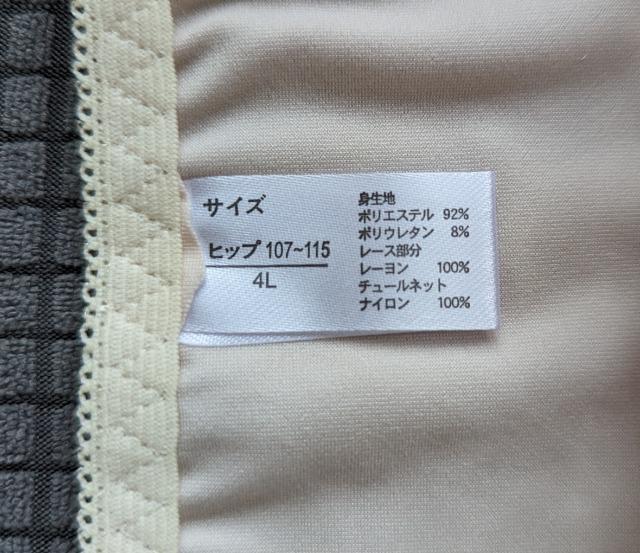 サイズ
ヒップ 107~115
4L
身生地
ポリエステル 92%
ポリウレタン 8%
レース部分
レーヨン 100%
チュールネット
ナイロン 100%